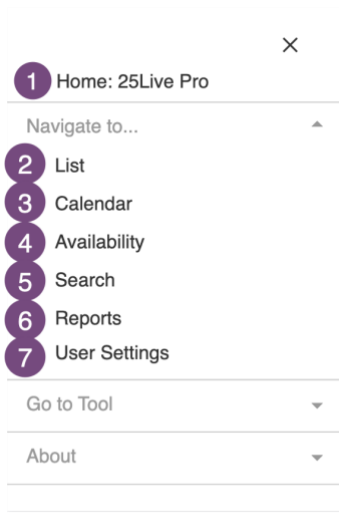 1 Home: 25Live Pro
Navigate to...
2 List
3 Calendar
4 Availability
5 Search
6 Reports
7 User Settings
Go to Tool
About